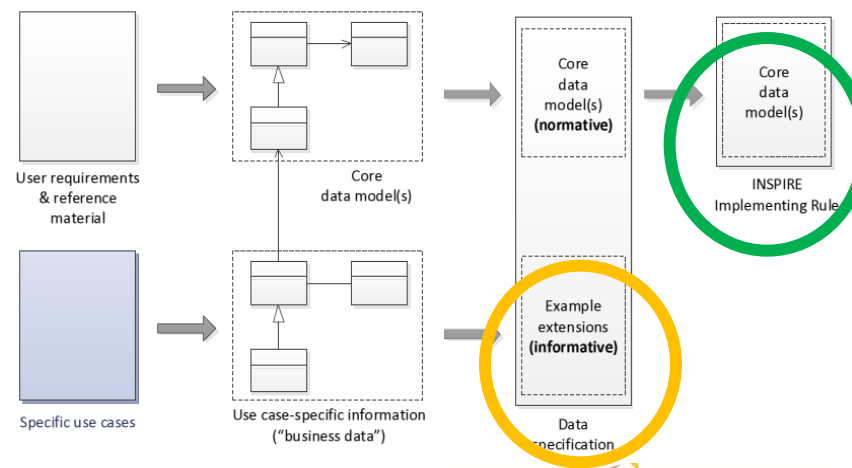 User requirements
& reference
material
Core
data model(s)
Core
data
model(s)
(normative)
Core
data
model(s)
INSPIRE
Implementing Rule
Specific use cases
Use case-specific information
("business data")
Example
extensions
(informative)
Data
specification